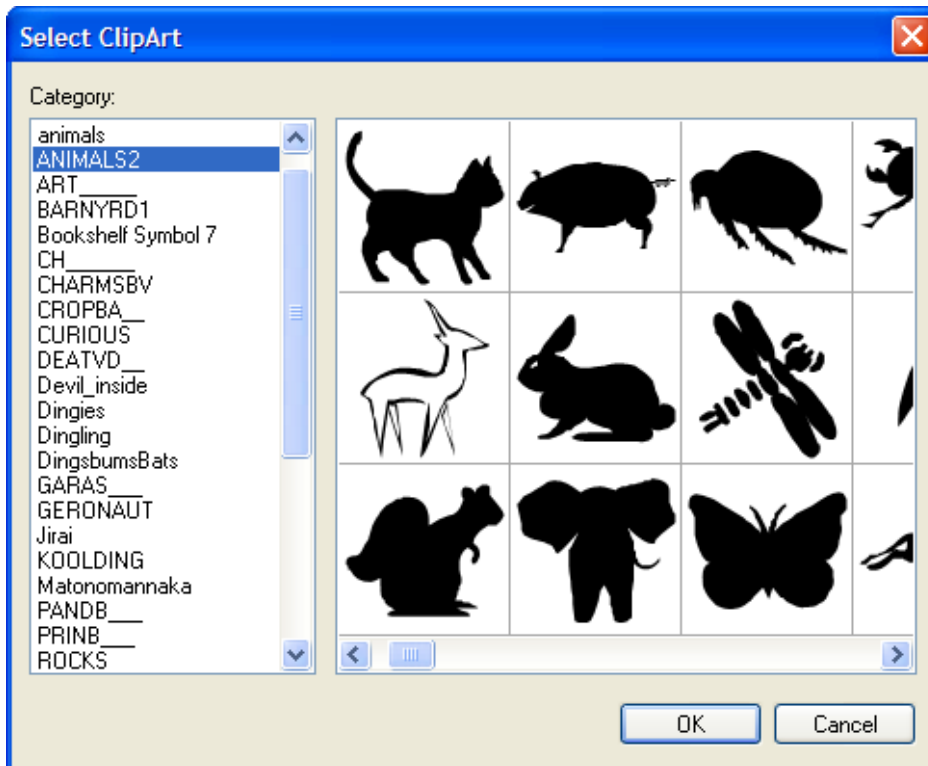 Select ClipArt
Category:
animals
ANIMALS2
ART_____
BARNYRD1
Bookshelf Symbol 7
CH______
CHARMSBV
CROPBA__
CURIOUS
DEATVD__
Devil_inside
Dingies
Dingling
DingsbumsBats
GARAS___
GERONAUT
Jirai
KOOLDING
Matonomannaka
PANDB___
PRINB___
ROCKS
OK Cancel